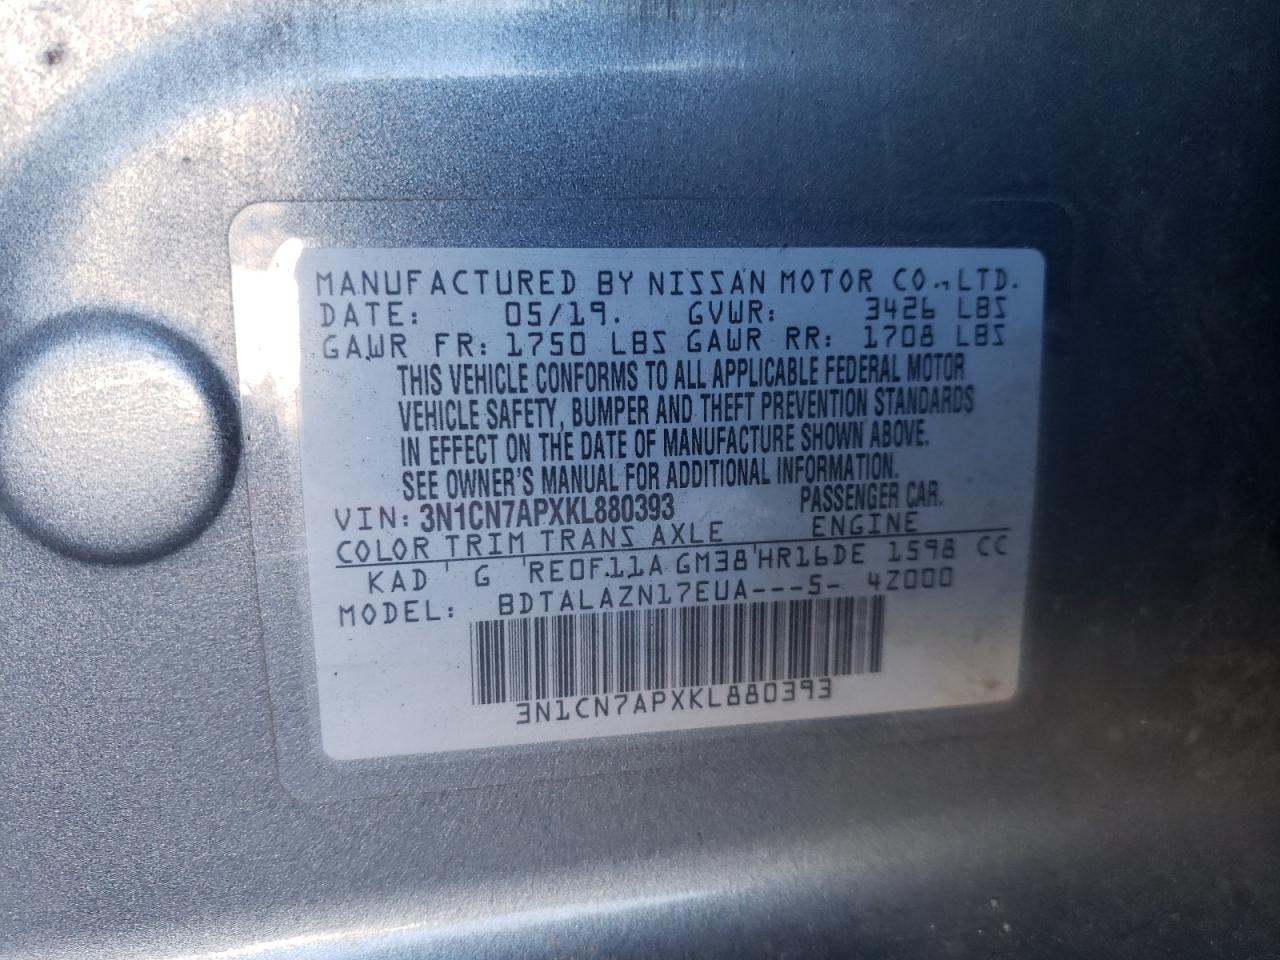 MANUFACTURED BY NISSAN MOTOR CO.,LTD.
DATE: 05/19. GVWR: 3426 LBS
GAWR FR: 1750 LBS GAWR RR: 1708 LBS
THIS VEHICLE CONFORMS TO ALL APPLICABLE FEDERAL MOTOR
VEHICLE SAFETY, BUMPER AND THEFT PREVENTION STANDARDS
IN EFFECT ON THE DATE OF MANUFACTURE SHOWN ABOVE.
SEE OWNER'S MANUAL FOR ADDITIONAL INFORMATION.
VIN: 3N1CN7APXKL880393 PASSENGER CAR.
COLOR TRIM TRANS AXLE ENGINE
KAD G RE0F11A GM38 HR16DE 1598 CC
MODEL: BDTALAZN17EUA---5- 4Z000
3N1CN7APXKL880393